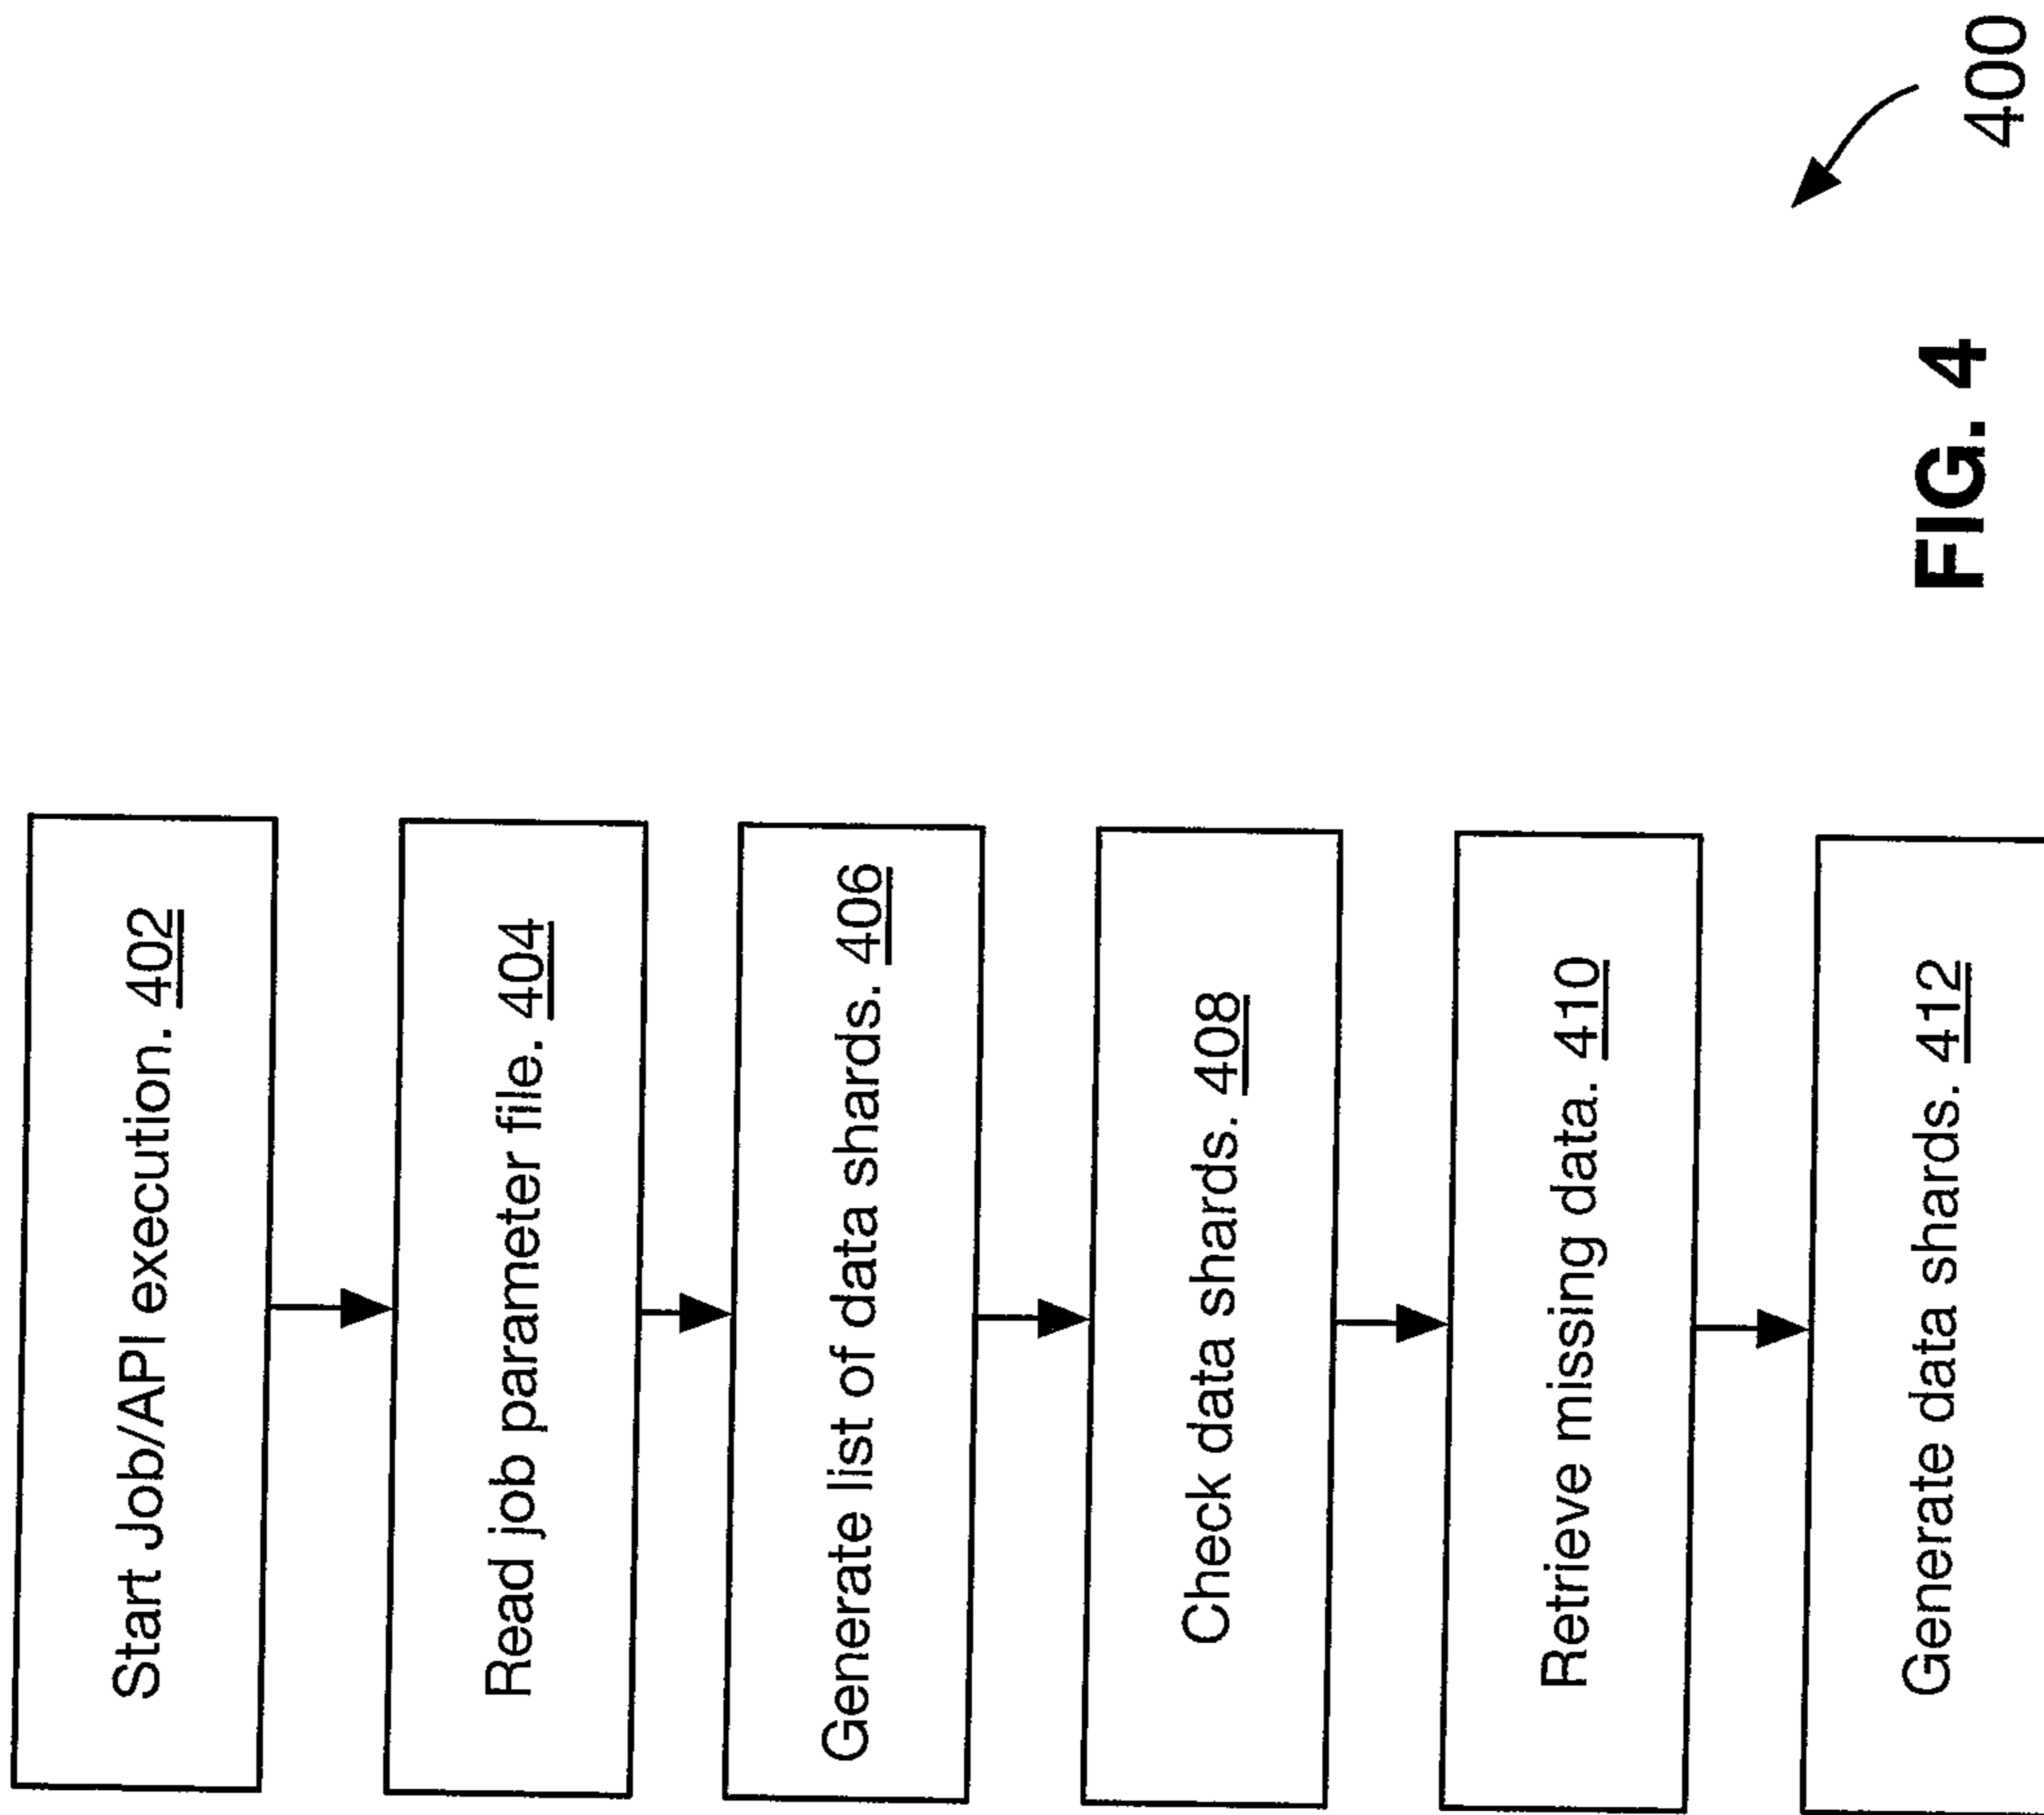 Start Job/API execution. 402
Read job parameter file. 404
Generate list of data shards. 406
Check data shards. 408
Retrieve missing data. 410
Generate data shards. 412
FIG. 4
400